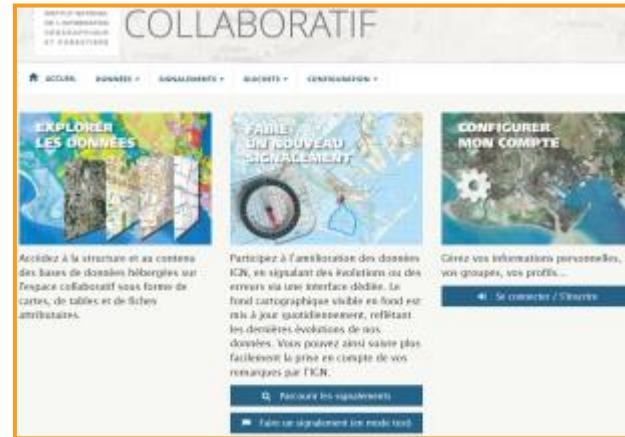 INSTITUT NATIONAL
DE L'INFORMATION
GÉOGRAPHIQUE
ET FORESTIÈRE
COLLABORATIF
ACCUEIL DONNÉES SIGNALEMENTS GUICHETS CONFIGURATION
EXPLORER
LES DONNÉES
Accédez à la structure et au contenu
des bases de données hébergées sur
l'espace collaboratif sous forme de
cartes, de tables et de fiches
attributaires.
FAIRE
UN NOUVEAU
SIGNALEMENT
Participez à l'amélioration des données
IGN, en signalant des évolutions ou des
erreurs via une interface dédiée. Le
fond cartographique visible en fond est
mis à jour quotidiennement, reflétant
les dernières évolutions de nos
données. Vous pouvez ainsi suivre plus
facilement la prise en compte de vos
remarques par l'IGN.
Parcourir les signalements
Faire un signalement (en mode text)
CONFIGURER
MON COMPTE
Gérez vos informations personnelles,
vos groupes, vos profils...
Se connecter / S'inscrire